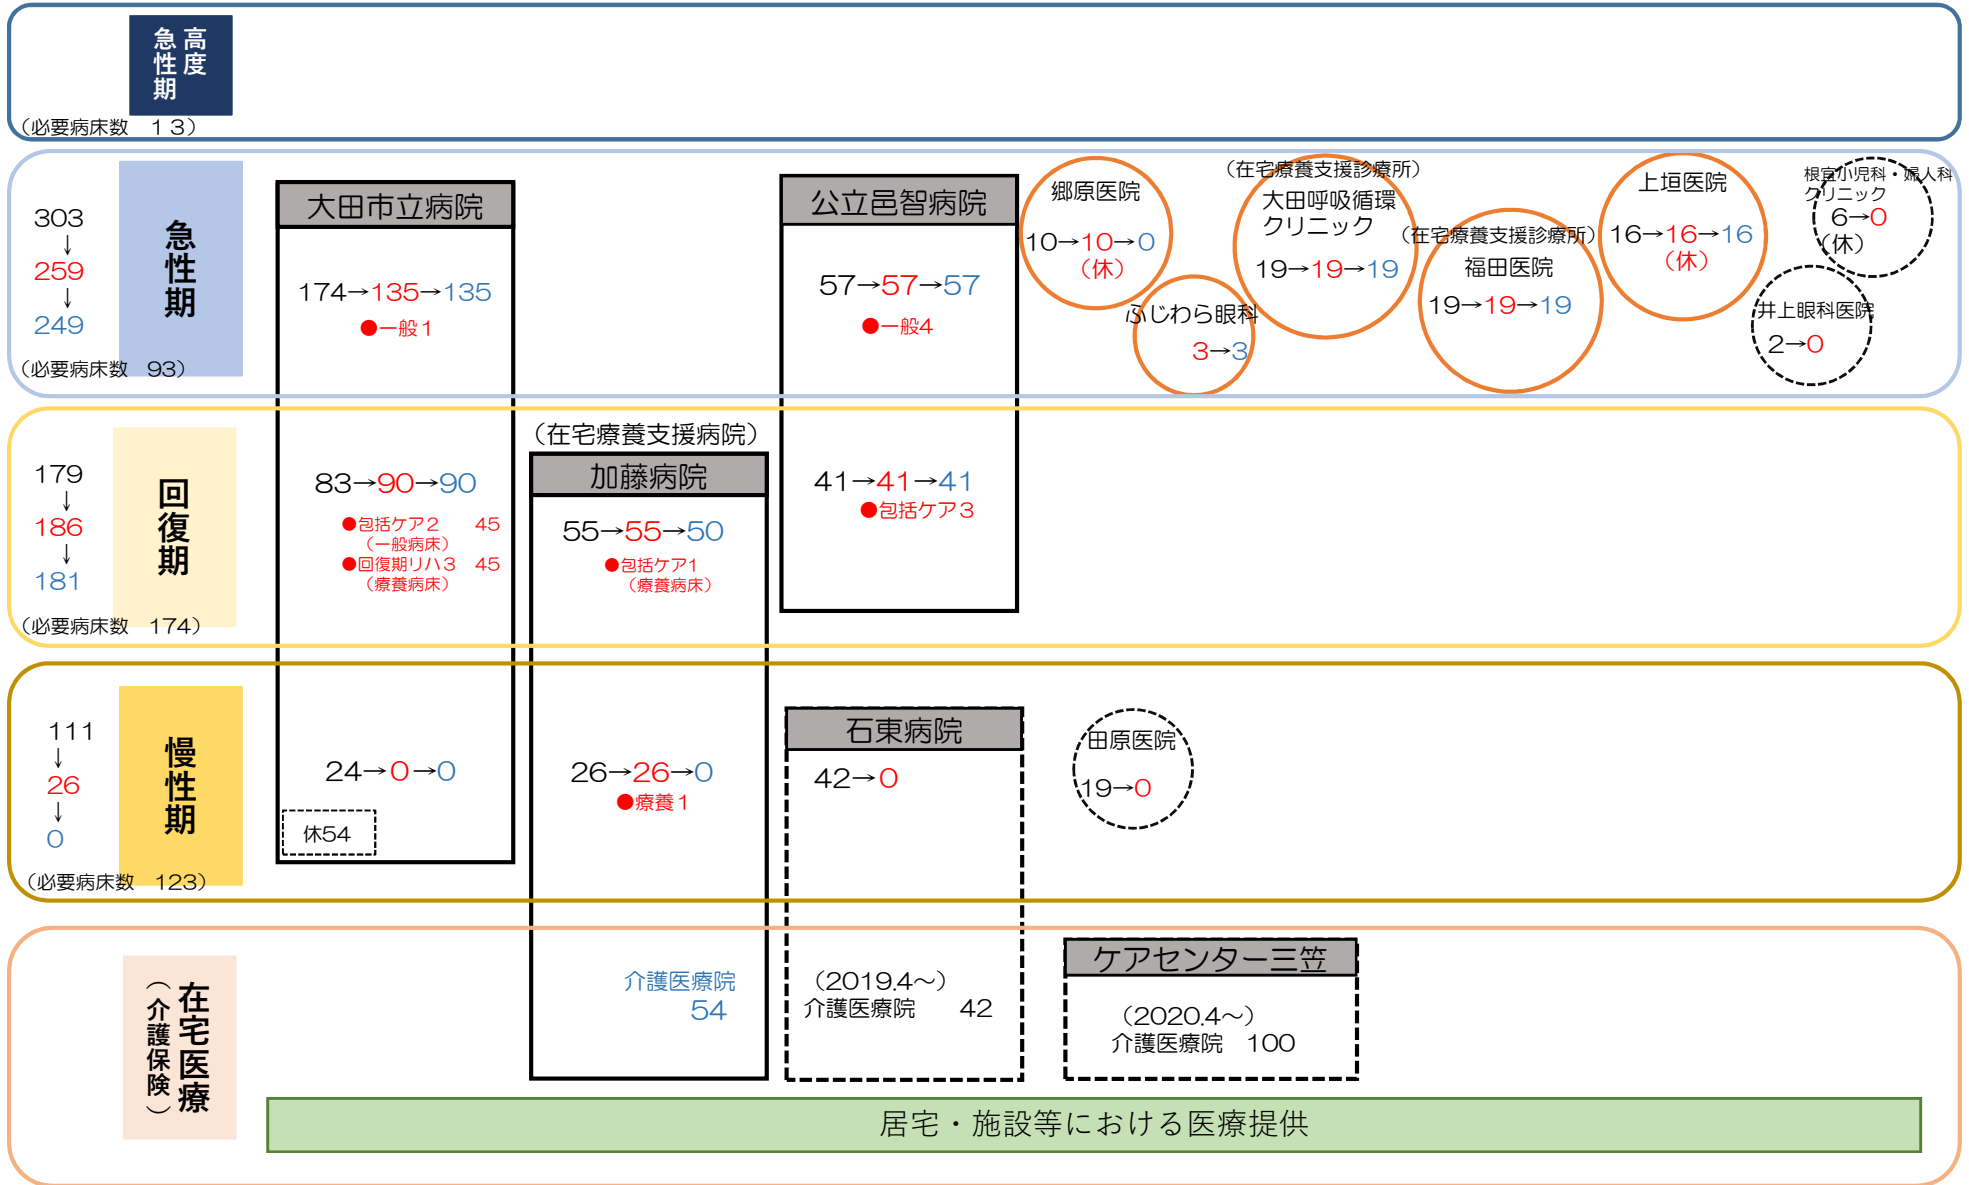 高度
急性期
（必要病床数　１３）
303
↓
259
↓
249
急性期
（必要病床数　93）
大田市立病院
174→135→135
●一般１
公立邑智病院
57→57→57
●一般4
郷原医院
10→10→0
（休）
ふじわら眼科
3→3
（在宅療養支援診療所）
大田呼吸循環
クリニック
19→19→19
（在宅療養支援診療所）
福田医院
19→19→19
上垣医院
16→16→16
（休）
根宜小児科・婦人科
クリニック
6→0
（休）
井上眼科医院
2→0
179
↓
186
↓
181
回復期
（必要病床数　174）
83→90→90
●包括ケア２　45
（一般病床）
●回復期リハ３　45
（療養病床）
（在宅療養支援病院）
加藤病院
55→55→50
●包括ケア1
（療養病床）
41→41→41
●包括ケア３
111
↓
26
↓
0
慢性期
（必要病床数　123）
24→0→0
休54
26→26→0
●療養１
石東病院
42→0
田原医院
19→0
在宅医療
（介護保険）
介護医療院
54
（2019.4～）
介護医療院　42
ケアセンター三笠
（2020.4～）
介護医療院　100
居宅・施設等における医療提供